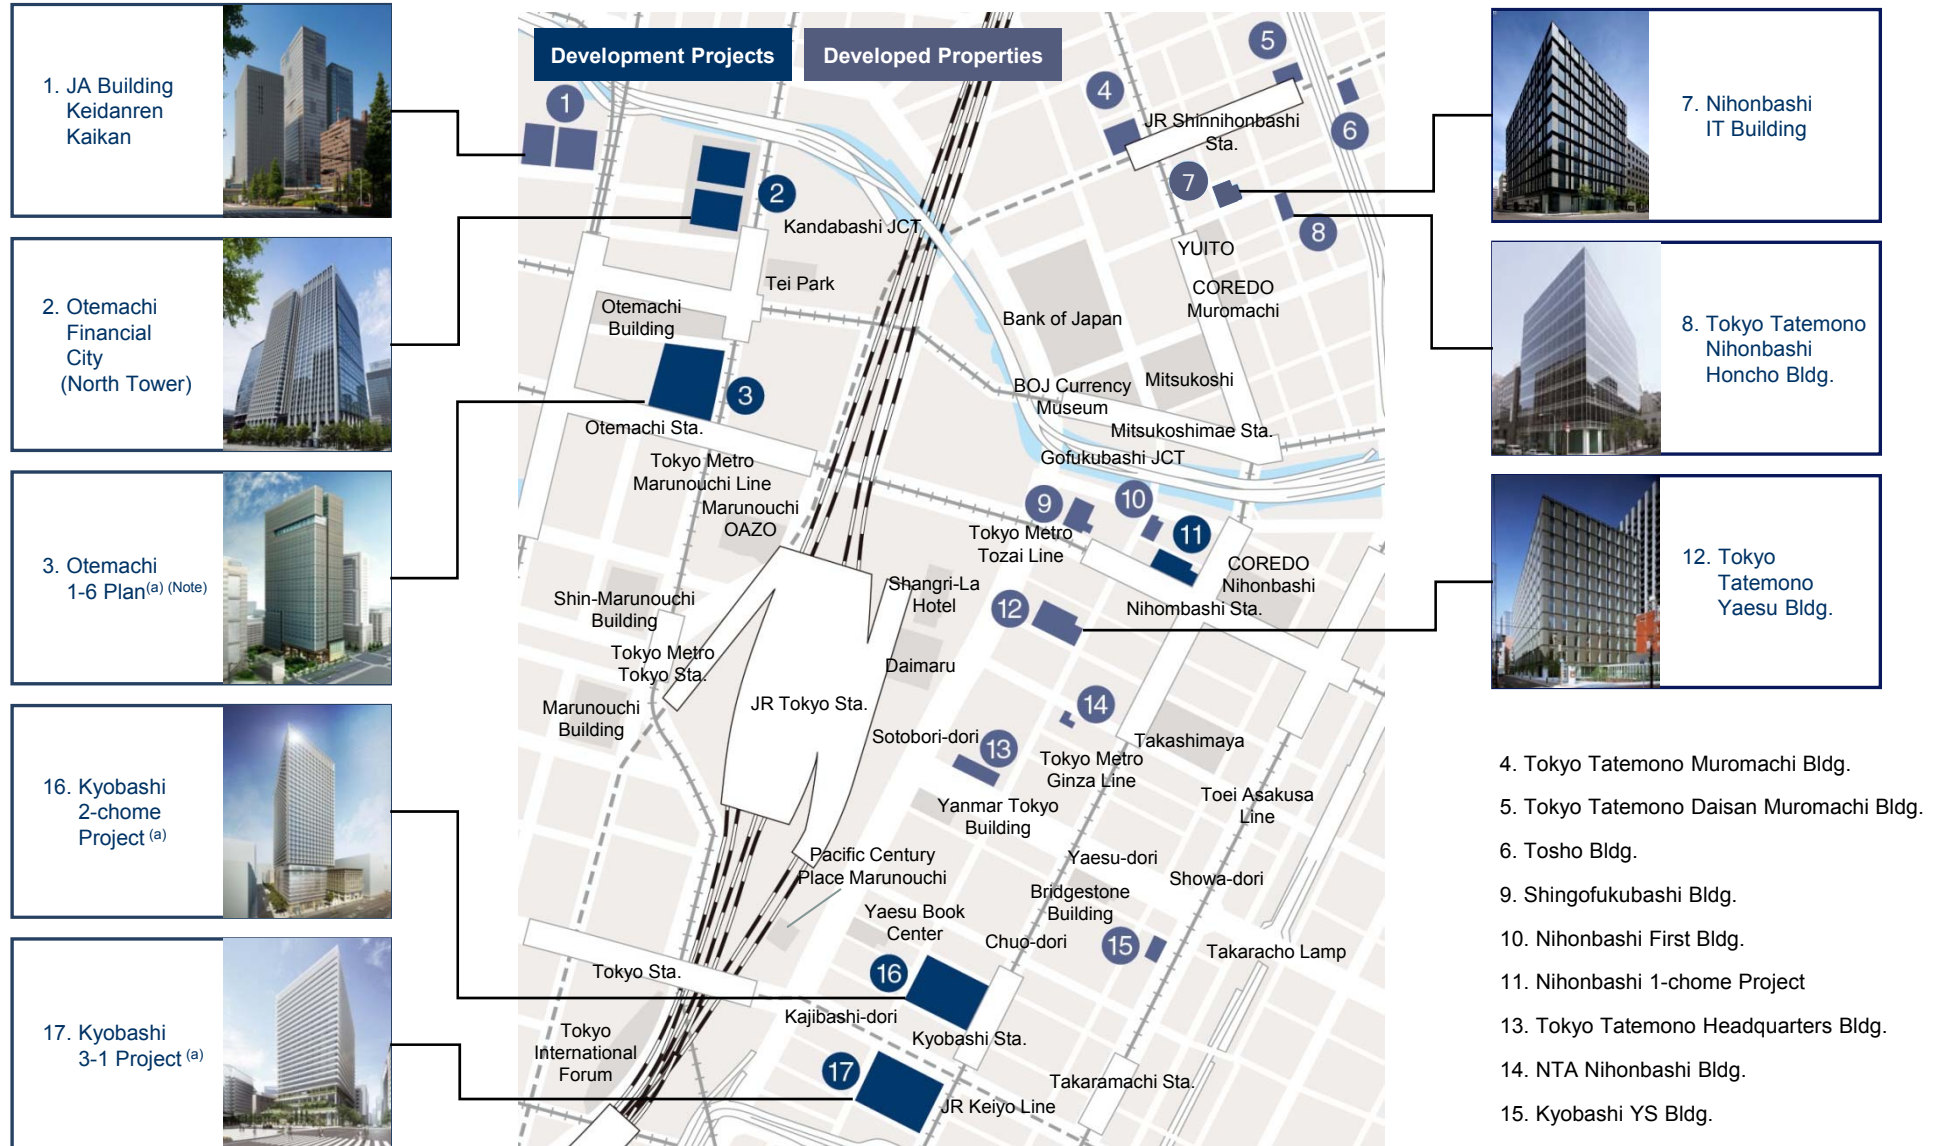 Development Projects
Developed Properties
1. JA Building
Keidanren
Kaikan
2. Otemachi
Financial
City
(North Tower)
3. Otemachi
1-6 Plan(a) (Note)
16. Kyobashi
2-chome
Project (a)
17. Kyobashi
3-1 Project (a)
1
2
Kandabashi JCT
Tei Park
Otemachi
Building
3
Otemachi Sta.
Tokyo Metro
Marunouchi Line
Marunouchi
OAZO
Shin-Marunouchi
Building
Tokyo Metro
Tokyo Sta.
Marunouchi
Building
JR Tokyo Sta.
4
5
6
JR Shinnihonbashi
Sta.
7
8
YUITO
COREDO
Muromachi
Bank of Japan
BOJ Currency
Museum
Mitsukoshi
Mitsukoshimae Sta.
Gofukubashi JCT
9
10
11
Tokyo Metro
Tozai Line
COREDO
Nihonbashi
Nihombashi Sta.
Shangri-La
Hotel
12
Daimaru
14
Sotobori-dori
13
Takashimaya
Tokyo Metro
Ginza Line
Toei Asakusa
Line
Yanmar Tokyo
Building
Pacific Century
Place Marunouchi
Yaesu-dori
Showa-dori
Bridgestone
Building
Yaesu Book
Center
Chuo-dori
15
Takaracho Lamp
Tokyo Sta.
16
Kajibashi-dori
Kyobashi Sta.
Tokyo
International
Forum
17
Takaramachi Sta.
JR Keiyo Line
7. Nihonbashi
IT Building
8. Tokyo Tatemono
Nihonbashi
Honcho Bldg.
12. Tokyo
Tatemono
Yaesu Bldg.
4. Tokyo Tatemono Muromachi Bldg.
5. Tokyo Tatemono Daisan Muromachi Bldg.
6. Tosho Bldg.
9. Shingofukubashi Bldg.
10. Nihonbashi First Bldg.
11. Nihonbashi 1-chome Project
13. Tokyo Tatemono Headquarters Bldg.
14. NTA Nihonbashi Bldg.
15. Kyobashi YS Bldg.